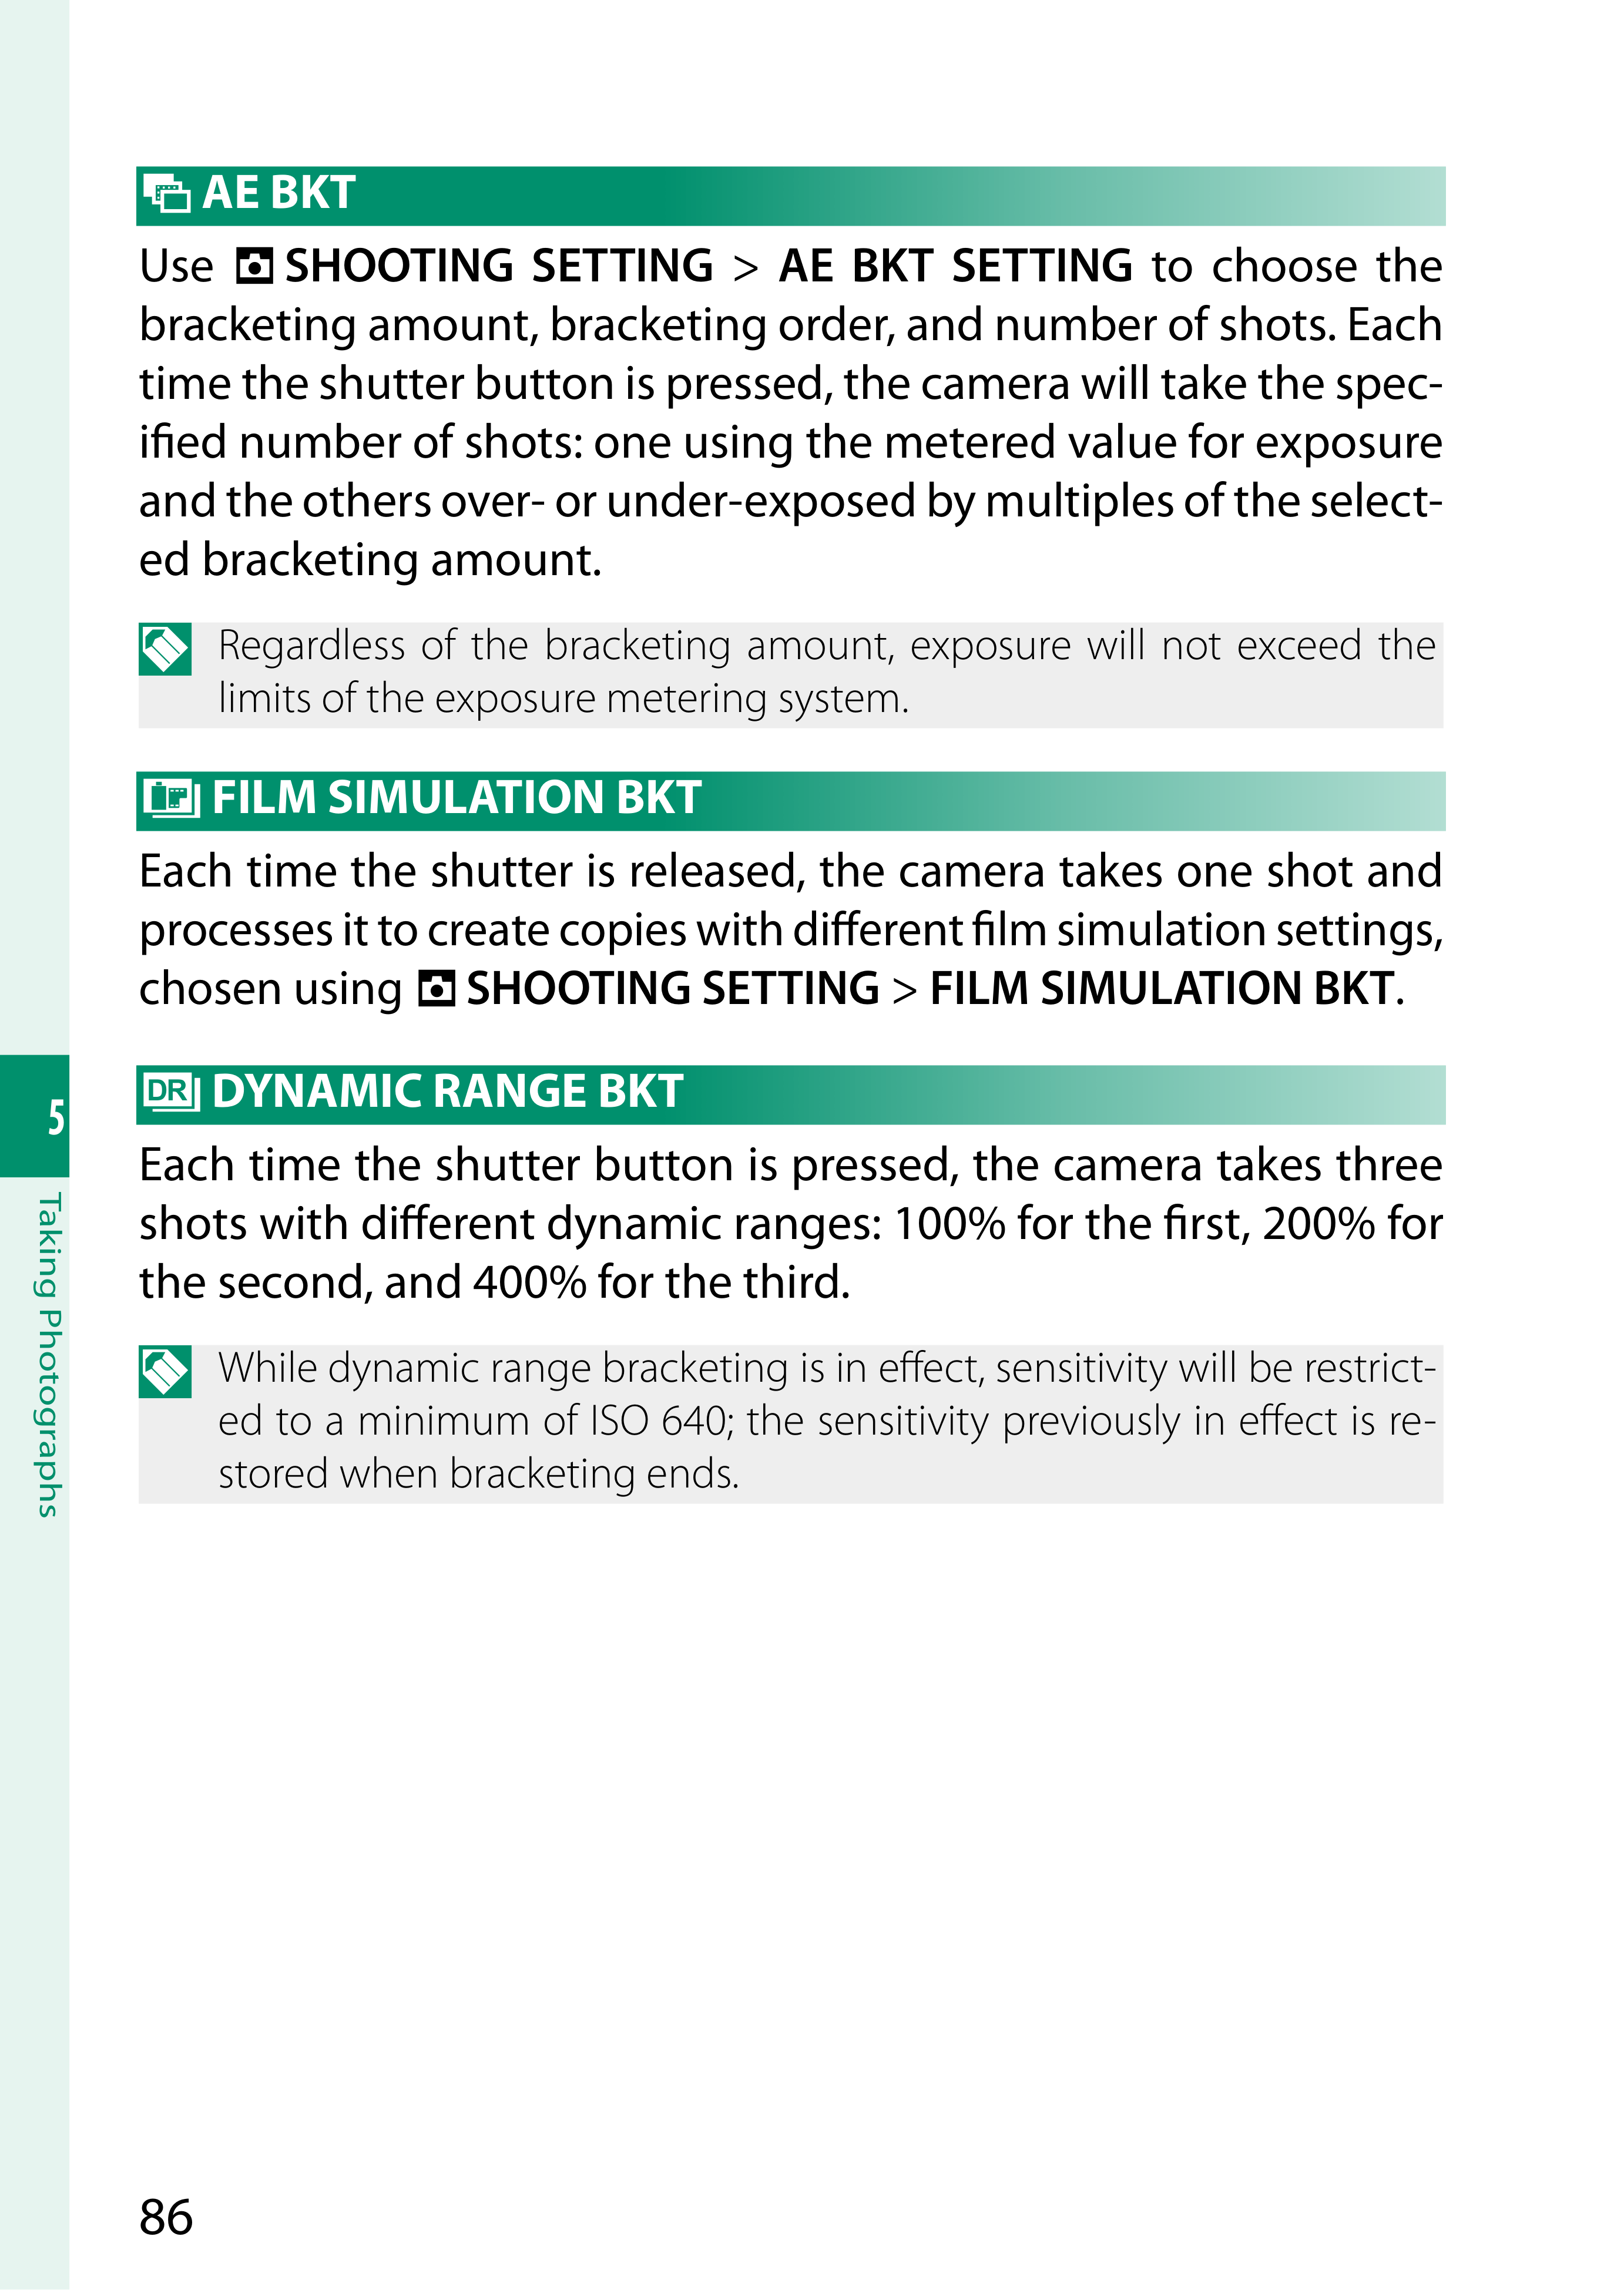 AE BKT
Use SHOOTING SETTING > AE BKT SETTING to choose the
bracketing amount, bracketing order, and number of shots. Each
time the shutter button is pressed, the camera will take the spec-
ified number of shots: one using the metered value for exposure
and the others over- or under-exposed by multiples of the select-
ed bracketing amount.
Regardless of the bracketing amount, exposure will not exceed the
limits of the exposure metering system.
FILM SIMULATION BKT
Each time the shutter is released, the camera takes one shot and
processes it to create copies with different film simulation settings,
chosen using SHOOTING SETTING > FILM SIMULATION BKT.
DR DYNAMIC RANGE BKT
Each time the shutter button is pressed, the camera takes three
shots with different dynamic ranges: 100% for the first, 200% for
the second, and 400% for the third.
While dynamic range bracketing is in effect, sensitivity will be restrict-
ed to a minimum of ISO 640; the sensitivity previously in effect is re-
stored when bracketing ends.
5
Taking Photographs
86